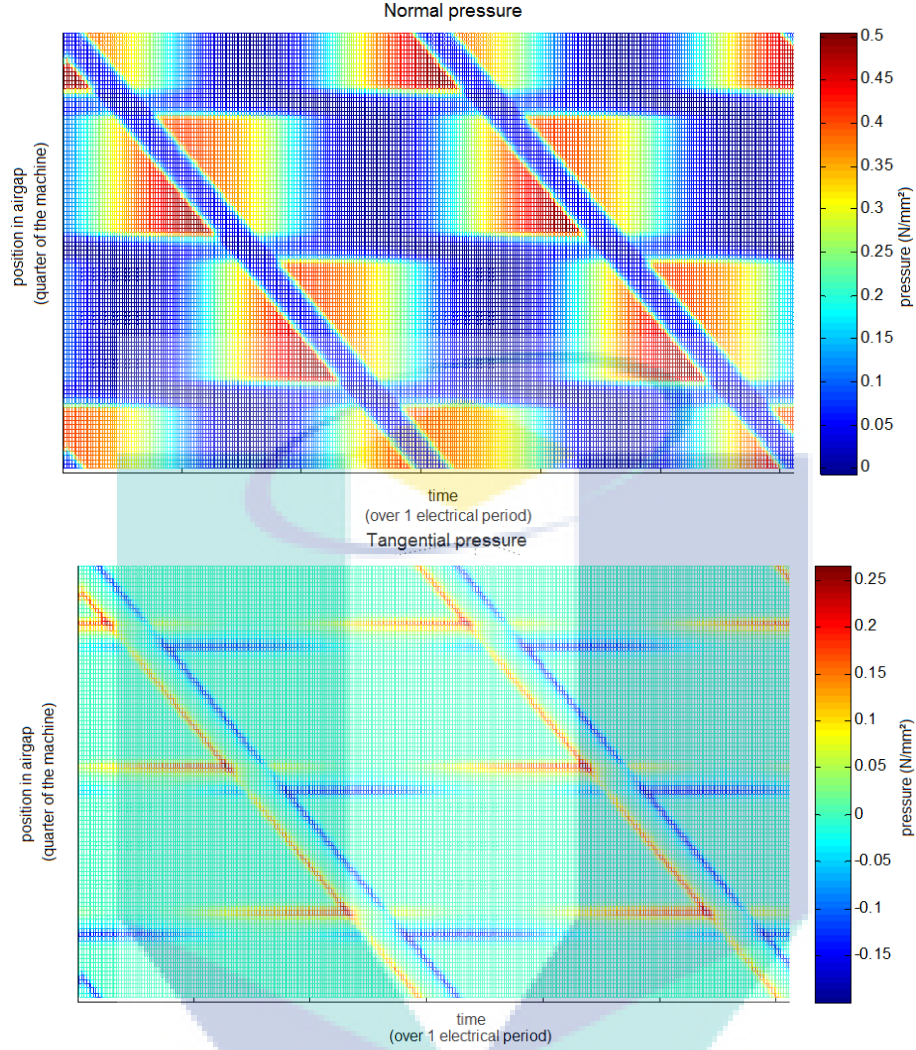 Normal pressure
position in airgap
(quarter of the machine)
0.5
0.45
0.4
0.35
0.3
0.25
0.2
0.15
0.1
0.05
0
pressure (N/mm²)
time
(over 1 electrical period)
Tangential pressure
position in airgap
(quarter of the machine)
0.25
0.2
0.15
0.1
0.05
0
-0.05
-0.1
-0.15
pressure (N/mm²)
time
(over 1 electrical period)